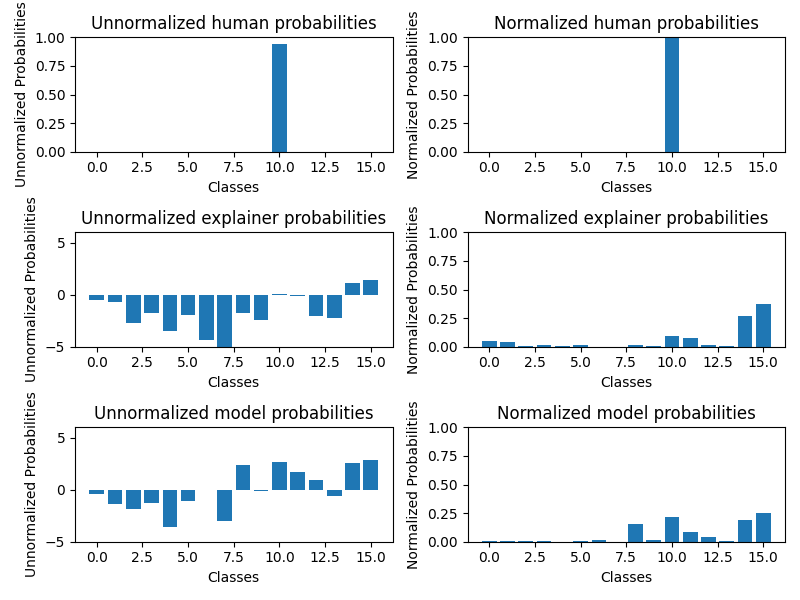 Unnormalized human probabilities
Unnormalized Probabilities
1.00
0.75
0.50
0.25
0.00
0.0 2.5 5.0 7.5 10.0 12.5 15.0
Classes
Normalized human probabilities
Normalized Probabilities
1.00
0.75
0.50
0.25
0.00
0.0 2.5 5.0 7.5 10.0 12.5 15.0
Classes
Unnormalized explainer probabilities
Unnormalized Probabilities
5
0
−5
0.0 2.5 5.0 7.5 10.0 12.5 15.0
Classes
Normalized explainer probabilities
Normalized Probabilities
1.00
0.75
0.50
0.25
0.00
0.0 2.5 5.0 7.5 10.0 12.5 15.0
Classes
Unnormalized model probabilities
Unnormalized Probabilities
5
0
−5
0.0 2.5 5.0 7.5 10.0 12.5 15.0
Classes
Normalized model probabilities
Normalized Probabilities
1.00
0.75
0.50
0.25
0.00
0.0 2.5 5.0 7.5 10.0 12.5 15.0
Classes